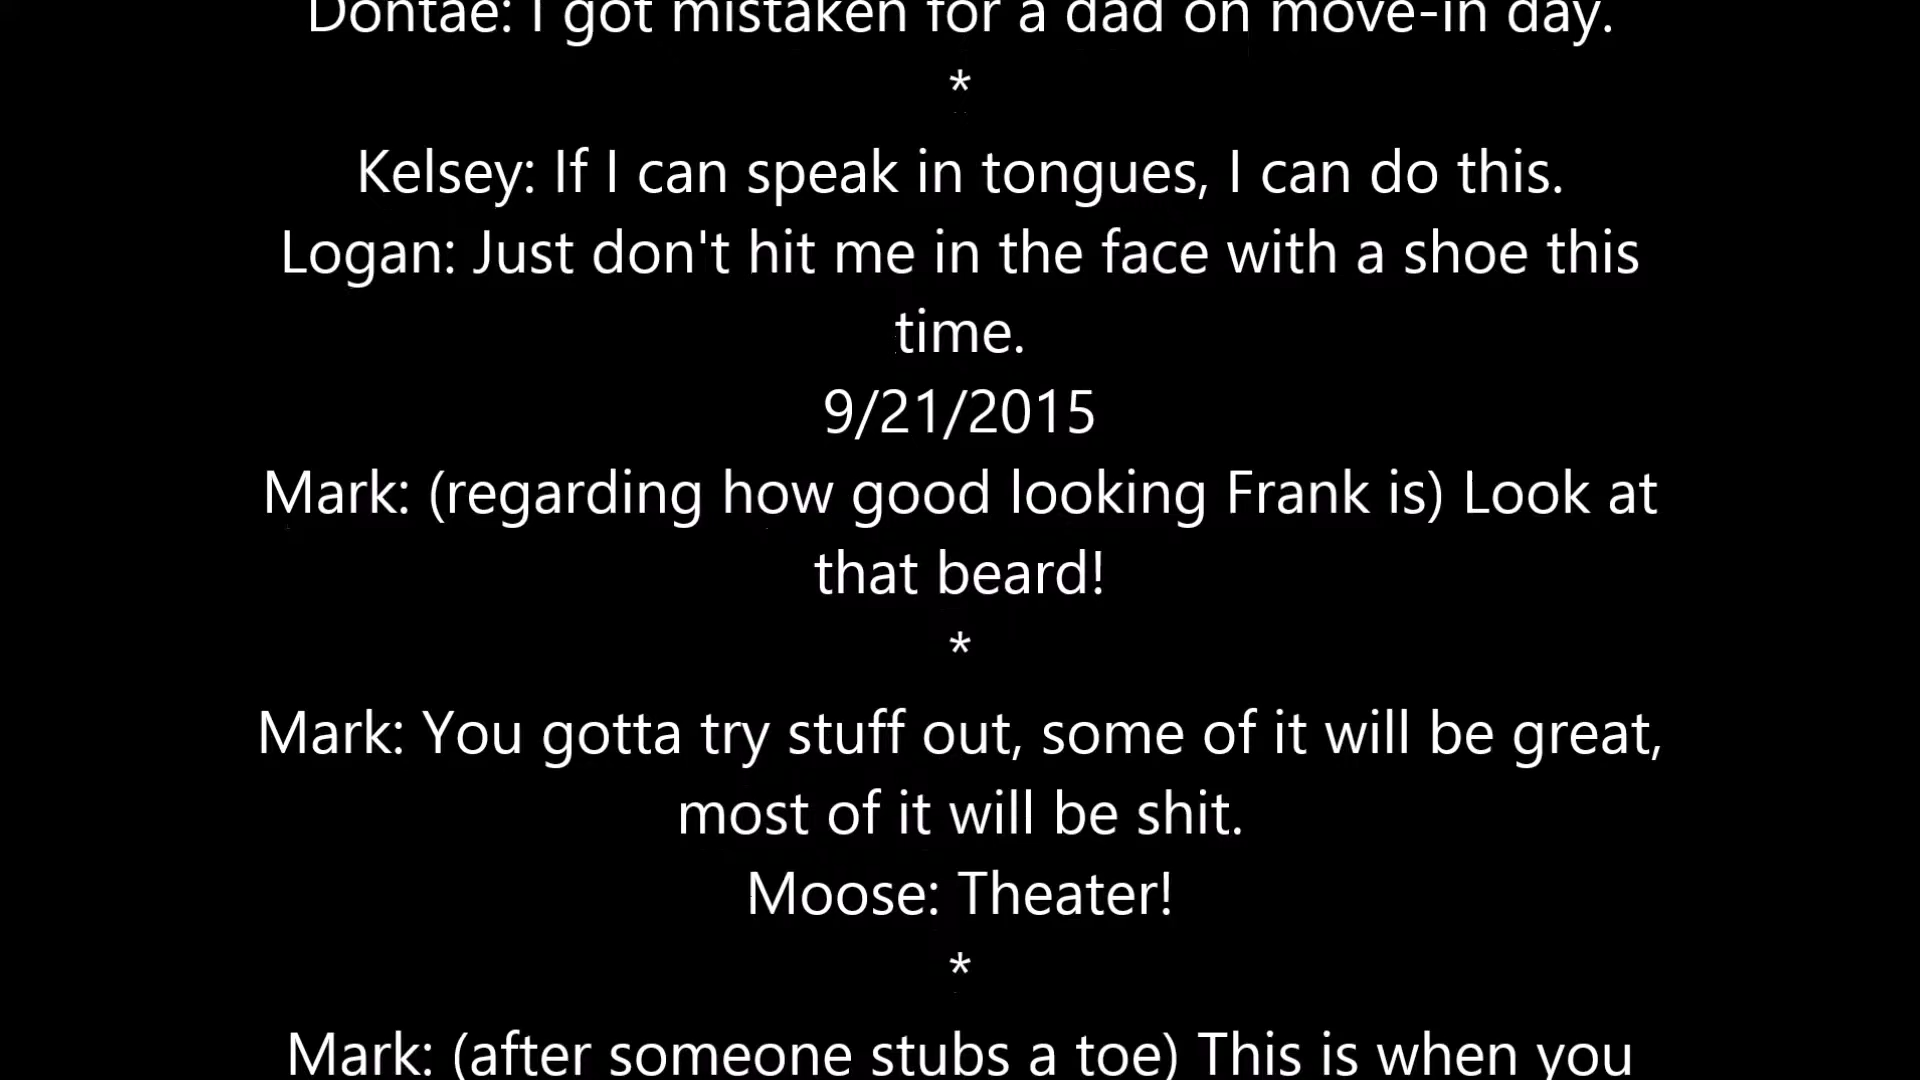 Dontae: I got mistaken for a dad on move-in day.
*
Kelsey: If I can speak in tongues, I can do this.
Logan: Just don't hit me in the face with a shoe this
time.
9/21/2015
Mark: (regarding how good looking Frank is) Look at
that beard!
*
Mark: You gotta try stuff out, some of it will be great,
most of it will be shit.
Moose: Theater!
*
Mark: (after someone stubs a toe) This is when you